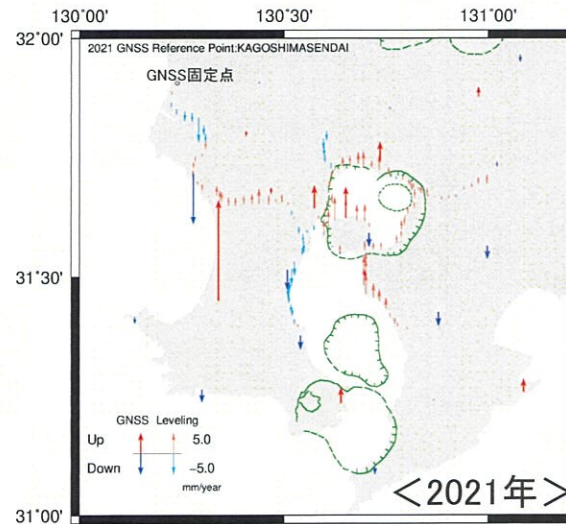 130°00' 130°30' 131°00'
32°00'
2021 GNSS Reference Point:KAGOSHIMASENDAI
GNSS固定点
31°30'
GNSS Leveling
Up 5.0
Down -5.0
mm/year
31°00'
＜2021年＞